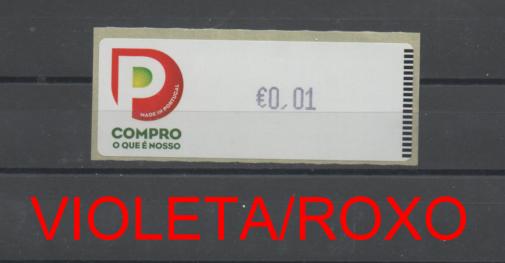 P
MADE IN PORTUGAL
€0,01
COMPRO
O QUE É NOSSO
VIOLETA/ROXO